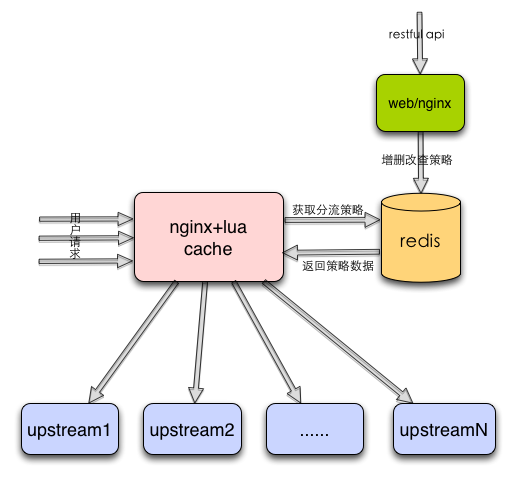 restful api
web/nginx
增删改查策略
用户请求
nginx+lua
cache
获取分流策略
redis
返回策略数据
upstream1
upstream2
......
upstreamN